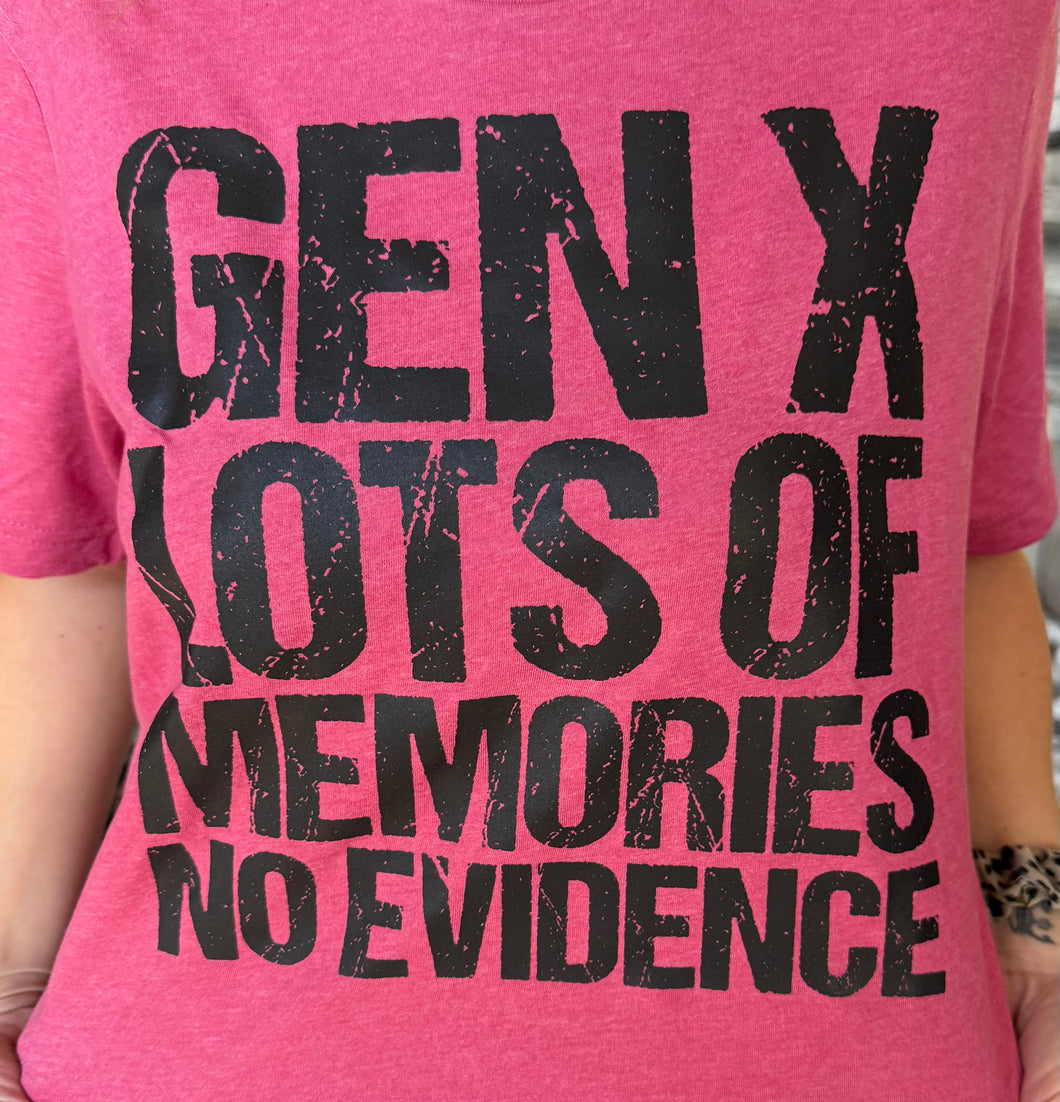 GEN X
LOTS OF
MEMORIES
NO EVIDENCE